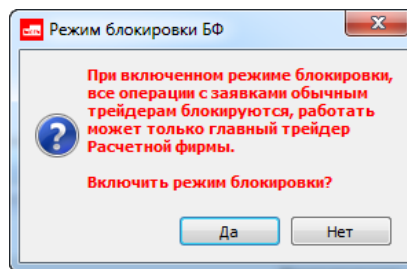 Режим блокировки БФ
При включенном режиме блокировки,
все операции с заявками обычным
трейдерам блокируются, работать
может только главный трейдер
Расчетной фирмы.
Включить режим блокировки?
Да
Нет